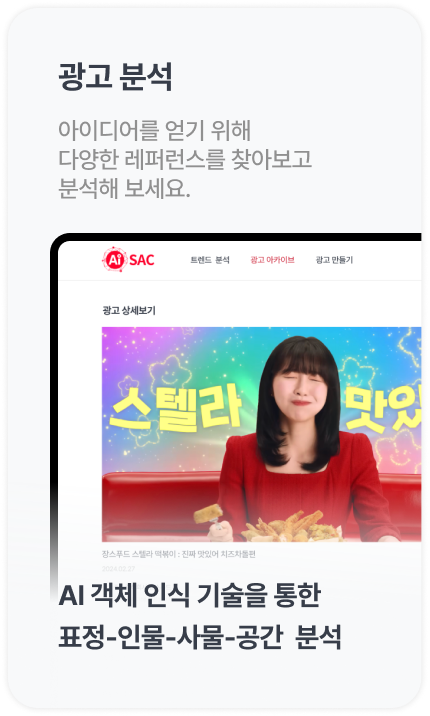 광고 분석
아이디어를 얻기 위해
다양한 레퍼런스를 찾아보고
분석해 보세요.
Ai SAC 트렌드 분석 광고 아카이브 광고 만들기
광고 상세보기
스텔라 맛있
창스푸드 스텔라 떡볶이 : 진짜 맛있어 치즈차돌편
2024.02.27
AI 객체 인식 기술을 통한
표정-인물-사물-공간 분석